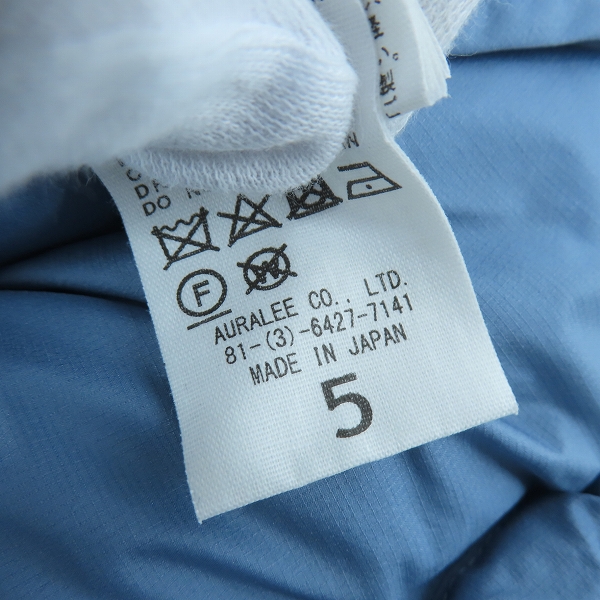 DO
F
W
AURALEE CO., LTD.
81-(3)-6427-7141
MADE IN JAPAN
5